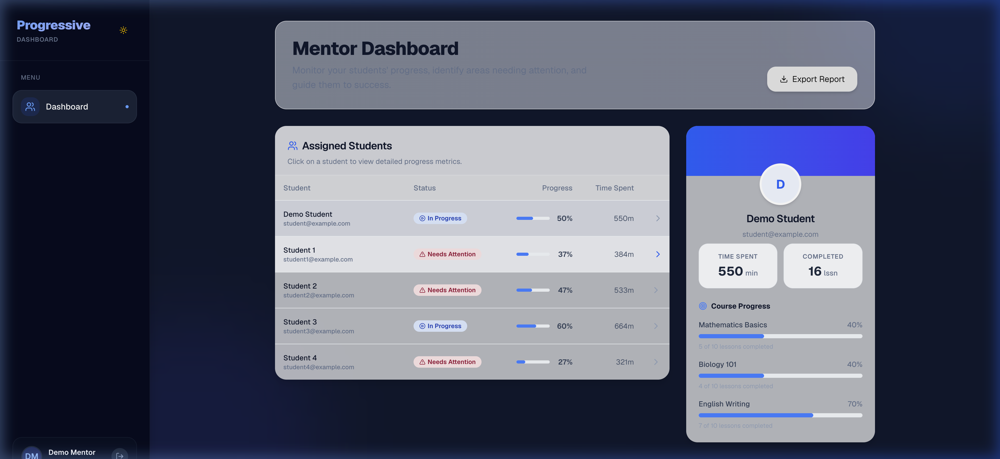 Progressive
DASHBOARD
MENU
Dashboard
DM
Demo Mentor
Mentor Dashboard
Monitor your students' progress, identify areas needing attention, and
guide them to success.
Export Report
Assigned Students
Click on a student to view detailed progress metrics.
Student Status Progress Time Spent
Demo Student
student@example.com
In Progress
50%
550m
Student 1
student1@example.com
Needs Attention
37%
384m
Student 2
student2@example.com
Needs Attention
47%
533m
Student 3
student3@example.com
In Progress
60%
664m
Student 4
student4@example.com
Needs Attention
27%
321m
D
Demo Student
student@example.com
TIME SPENT
550 min
COMPLETED
16 lssn
Course Progress
Mathematics Basics 40%
5 of 10 lessons completed
Biology 101 40%
4 of 10 lessons completed
English Writing 70%
7 of 10 lessons completed